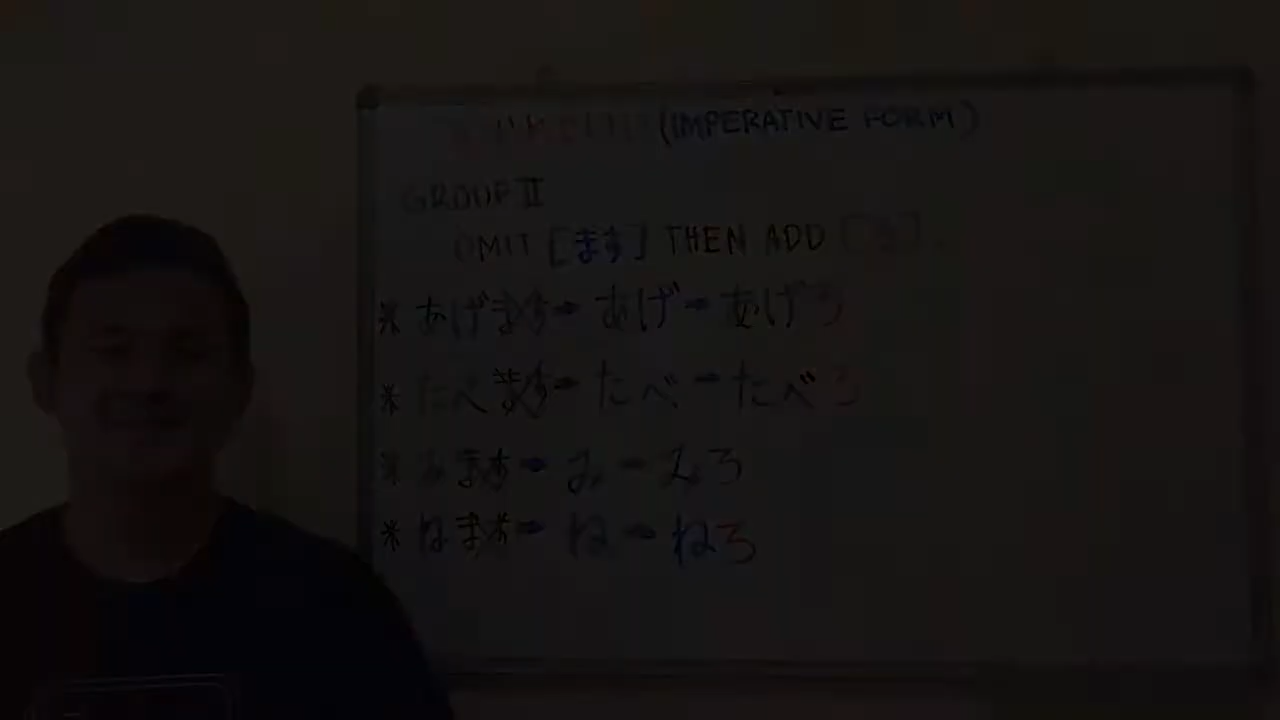 (IMPERATIVE FORM)
GROUP II
OMIT [ます] THEN ADD [ろ].
※ あげます➡ あげ➡ あげろ
※ たべます➡ たべ➡ たべろ
※ みます➡ み➡ みろ
※ ねます➡ ね➡ ねろ